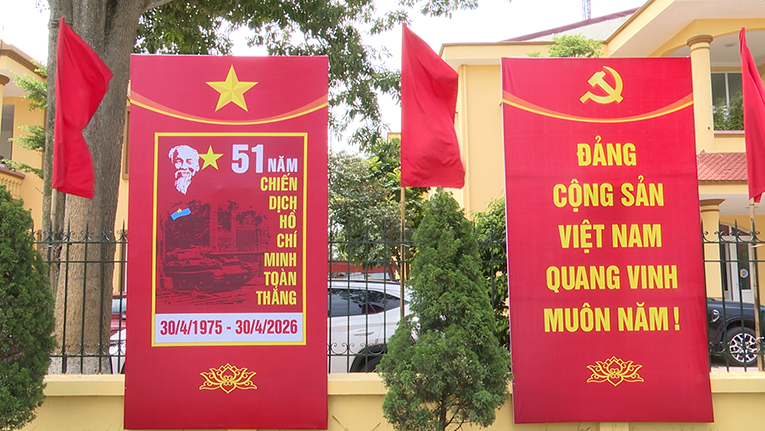 51 NĂM
CHIẾN
DỊCH
HỒ
CHÍ
MINH
TOÀN
THẮNG
30/4/1975 - 30/4/2026
ĐẢNG
CỘNG SẢN
VIỆT NAM
QUANG VINH
MUÔN NĂM !